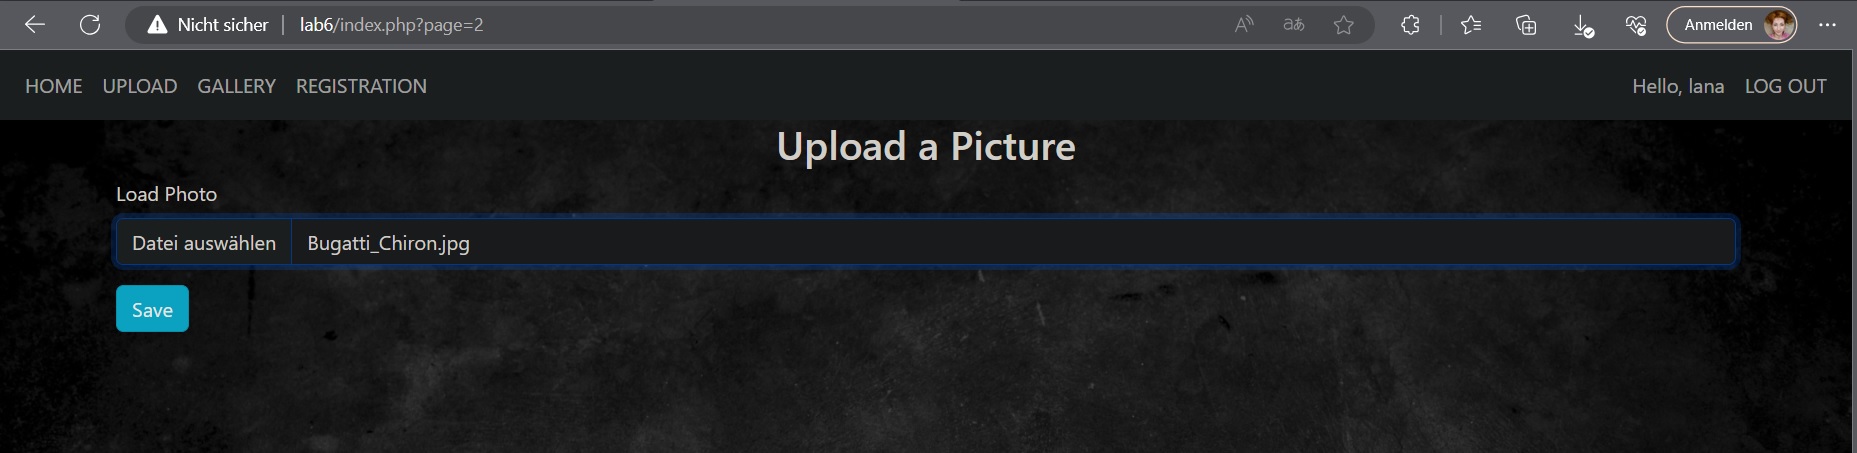 Nicht sicher | lab6/index.php?page=2 Anmelden
HOME UPLOAD GALLERY REGISTRATION Hello, lana LOG OUT
Upload a Picture
Load Photo
Datei auswählen Bugatti_Chiron.jpg
Save